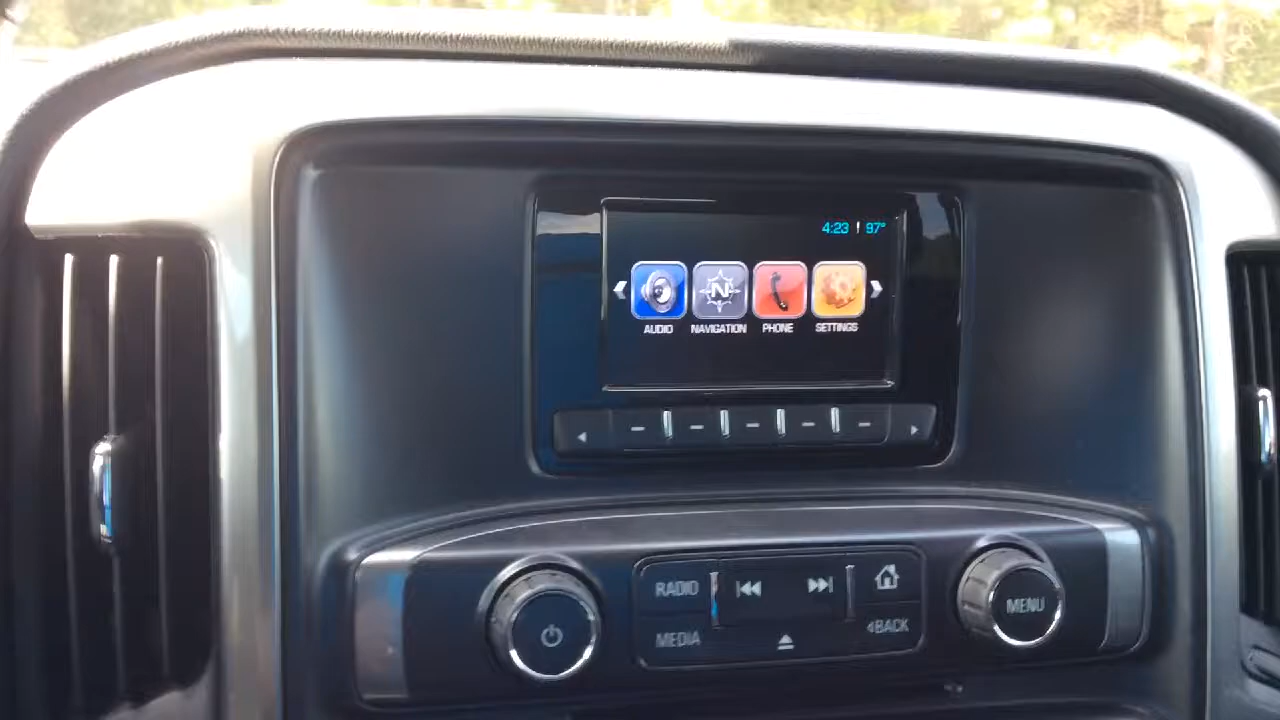 4:23 | 97°
N
AUDIO NAVIGATION PHONE SETTINGS
RADIO
MEDIA
BACK
MENU